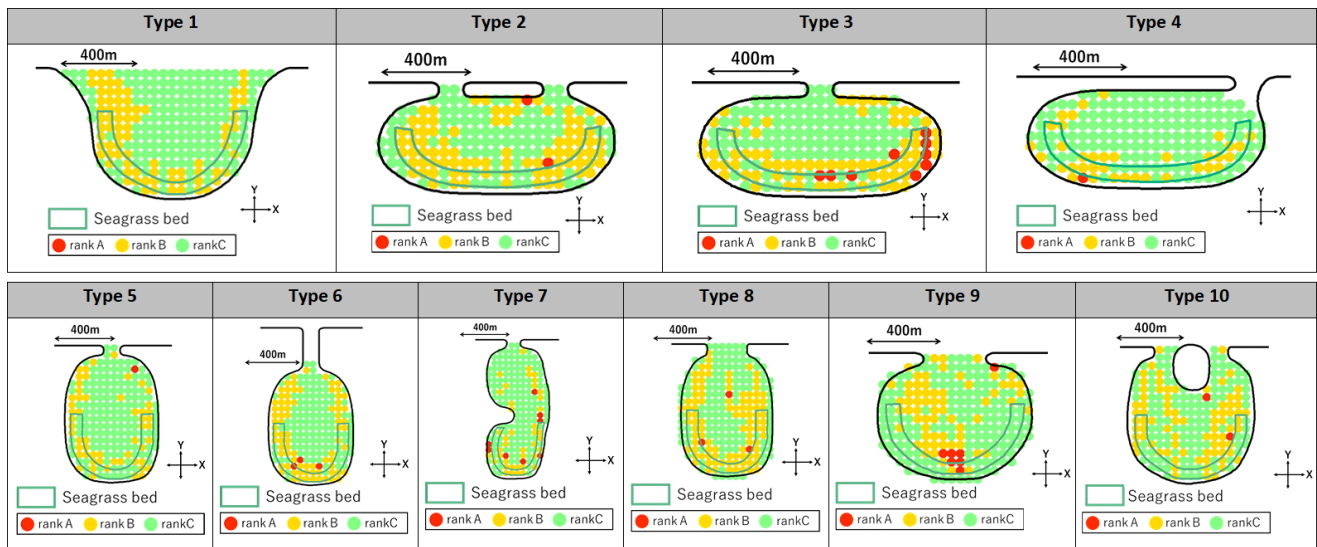 Type 1 Type 2 Type 3 Type 4
400m 400m 400m 400m
Y Y Y Y
X X X X
Seagrass bed Seagrass bed Seagrass bed Seagrass bed
rank A rank B rankC rank A rank B rankC rank A rank B rankC rank A rank B rankC
Type 5 Type 6 Type 7 Type 8 Type 9 Type 10
400m 400m 400m 400m 400m 400m
Y Y Y Y Y Y
X X X X X X
Seagrass bed Seagrass bed Seagrass bed Seagrass bed Seagrass bed Seagrass bed
rank A rank B rankC rank A rank B rankC rank A rank B rankC rank A rank B rankC rank A rank B rankC rank A rank B rankC